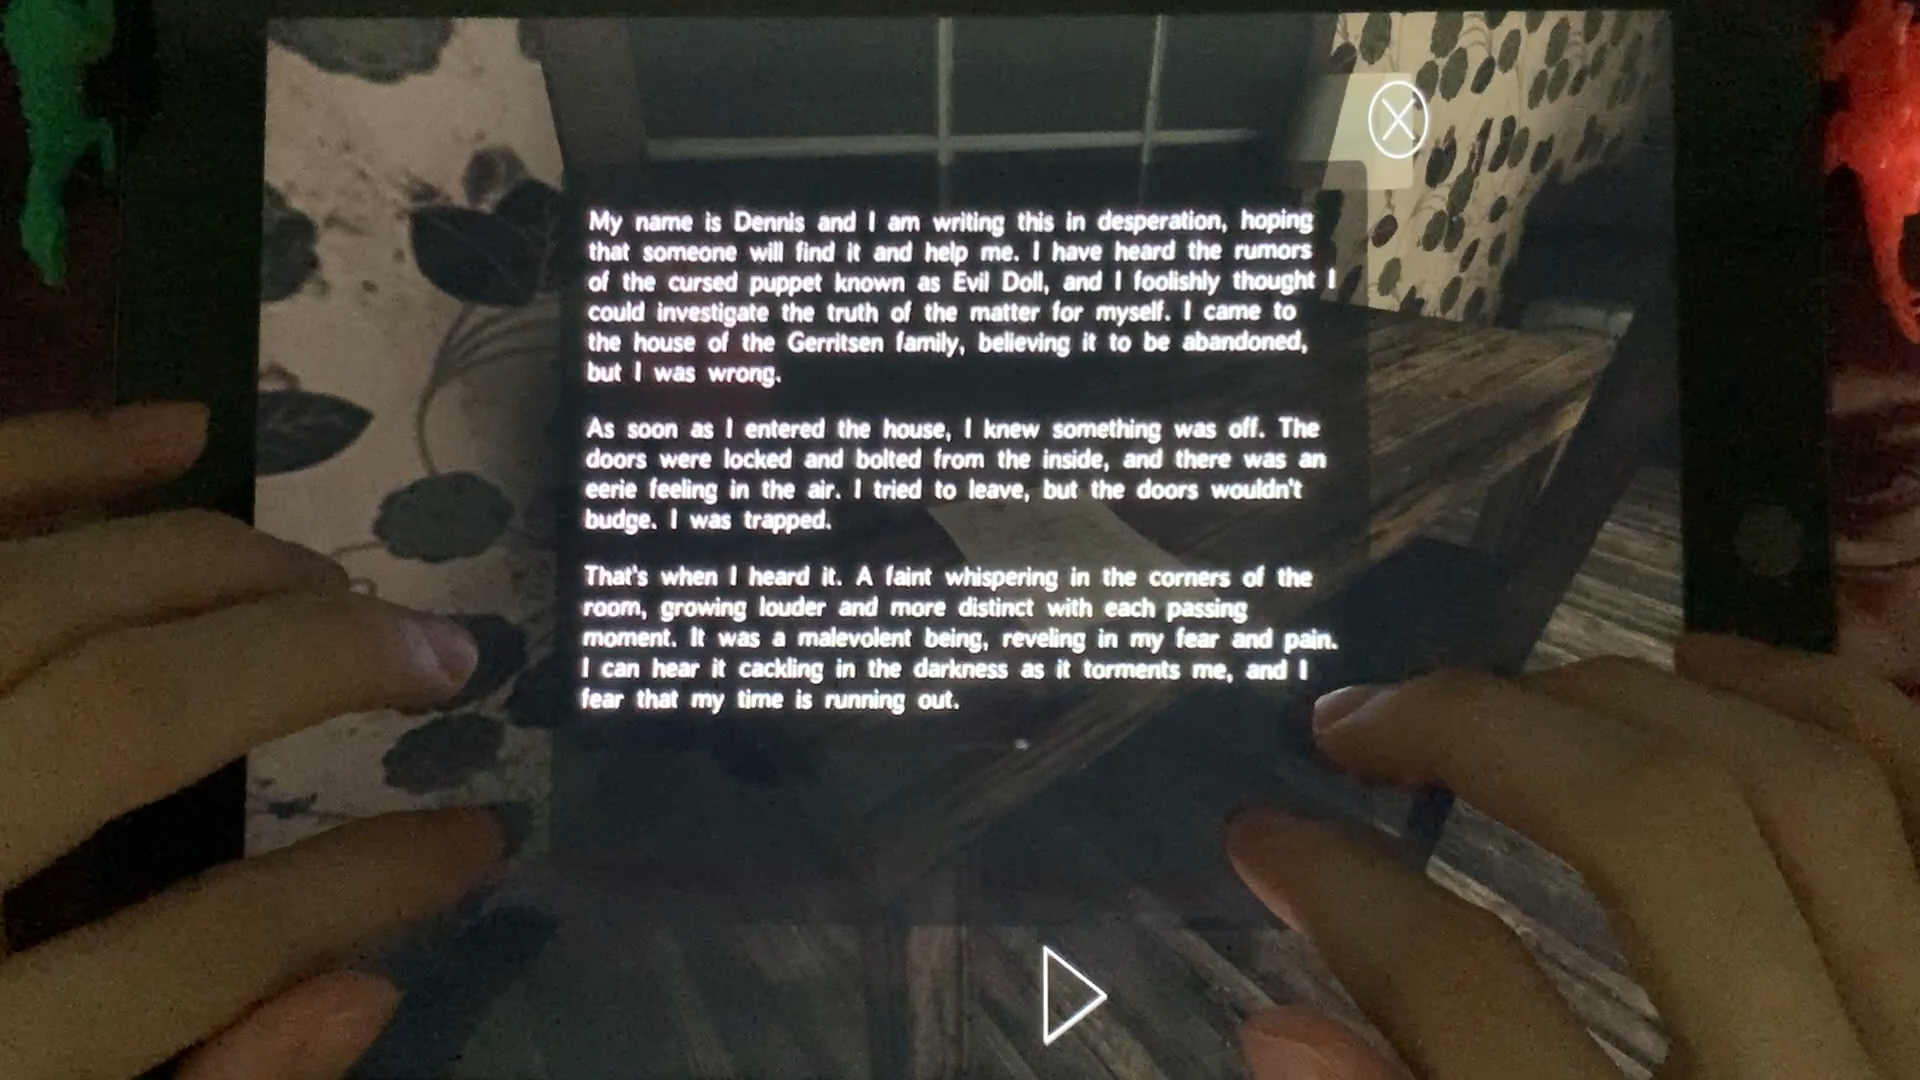 My name is Dennis and I am writing this in desperation, hoping
that someone will find it and help me. I have heard the rumors
of the cursed puppet known as Evil Doll, and I foolishly thought I
could investigate the truth of the matter for myself. I came to
the house of the Gerritsen family, believing it to be abandoned,
but I was wrong.
As soon as I entered the house, I knew something was off. The
doors were locked and bolted from the inside, and there was an
eerie feeling in the air. I tried to leave, but the doors wouldn't
budge. I was trapped.
That's when I heard it. A faint whispering in the corners of the
room, growing louder and more distinct with each passing
moment. It was a malevolent being, reveling in my fear and pain.
I can hear it cackling in the darkness as it torments me, and I
fear that my time is running out.